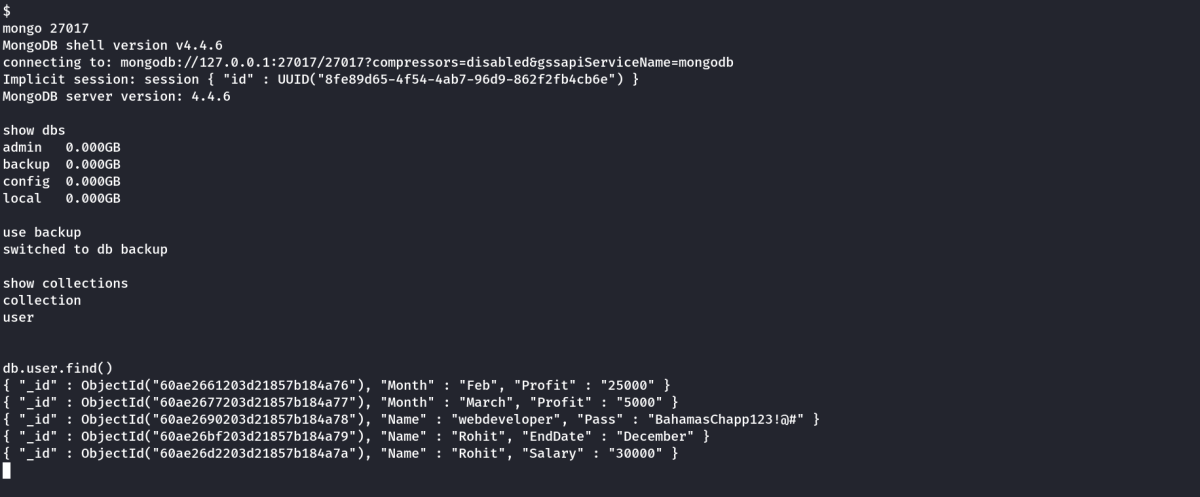 $
mongo 27017
MongoDB shell version v4.4.6
connecting to: mongodb://127.0.0.1:27017/27017?compressors=disabled&gssapiServiceName=mongodb
Implicit session: session { "id" : UUID("8fe89d65-4f54-4ab7-96d9-862f2fb4cb6e") }
MongoDB server version: 4.4.6
show dbs
admin   0.000GB
backup  0.000GB
config  0.000GB
local   0.000GB
use backup
switched to db backup
show collections
collection
user
db.user.find()
{ "_id" : ObjectId("60ae2661203d21857b184a76"), "Month" : "Feb", "Profit" : "25000" }
{ "_id" : ObjectId("60ae2677203d21857b184a77"), "Month" : "March", "Profit" : "5000" }
{ "_id" : ObjectId("60ae2690203d21857b184a78"), "Name" : "webdeveloper", "Pass" : "BahamasChapp123!@#" }
{ "_id" : ObjectId("60ae26bf203d21857b184a79"), "Name" : "Rohit", "EndDate" : "December" }
{ "_id" : ObjectId("60ae26d2203d21857b184a7a"), "Name" : "Rohit", "Salary" : "30000" }